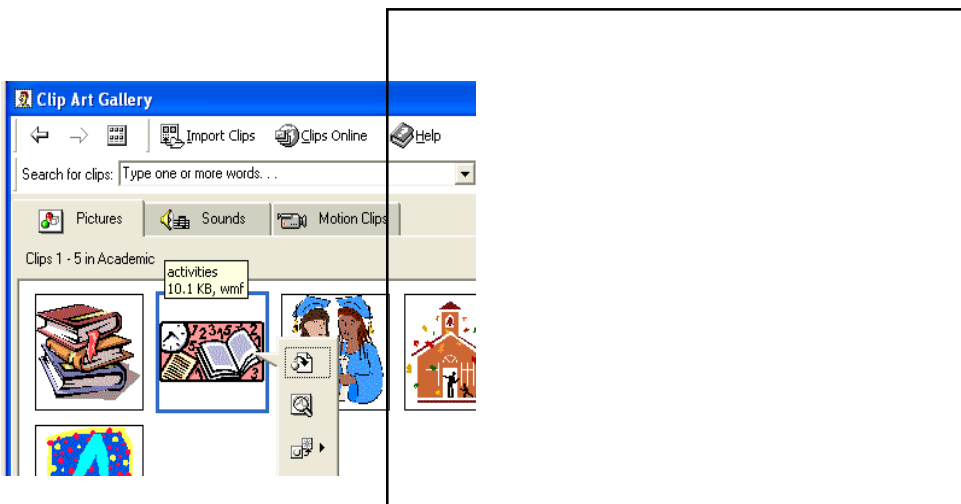 Clip Art Gallery
Import Clips Clips Online Help
Search for clips: Type one or more words. . .
Pictures Sounds Motion Clips
Clips 1 - 5 in Academic
activities
10.1 KB, wmf